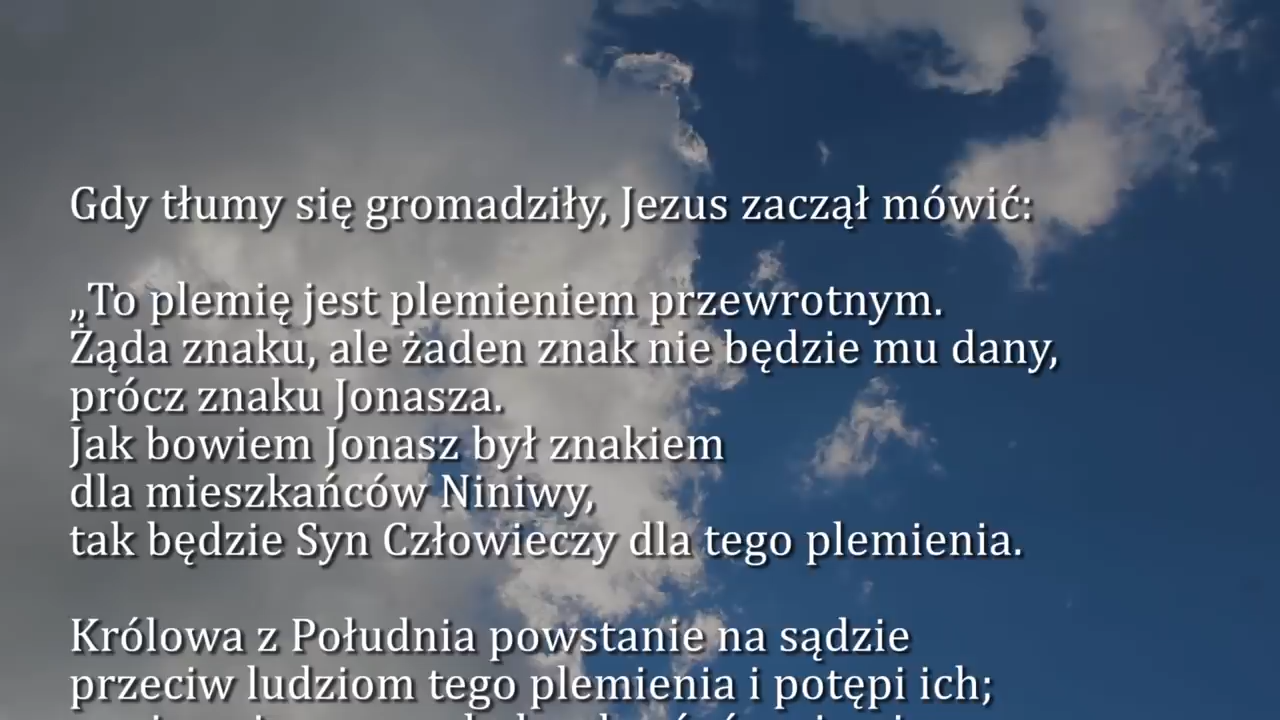 Gdy tłumy się gromadziły, Jezus zaczął mówić:
„To plemię jest plemieniem przewrotnym.
Żąda znaku, ale żaden znak nie będzie mu dany,
prócz znaku Jonasza.
Jak bowiem Jonasz był znakiem
dla mieszkańców Niniwy,
tak będzie Syn Człowieczy dla tego plemienia.
Królowa z Południa powstanie na sądzie
przeciw ludziom tego plemienia i potępi ich;